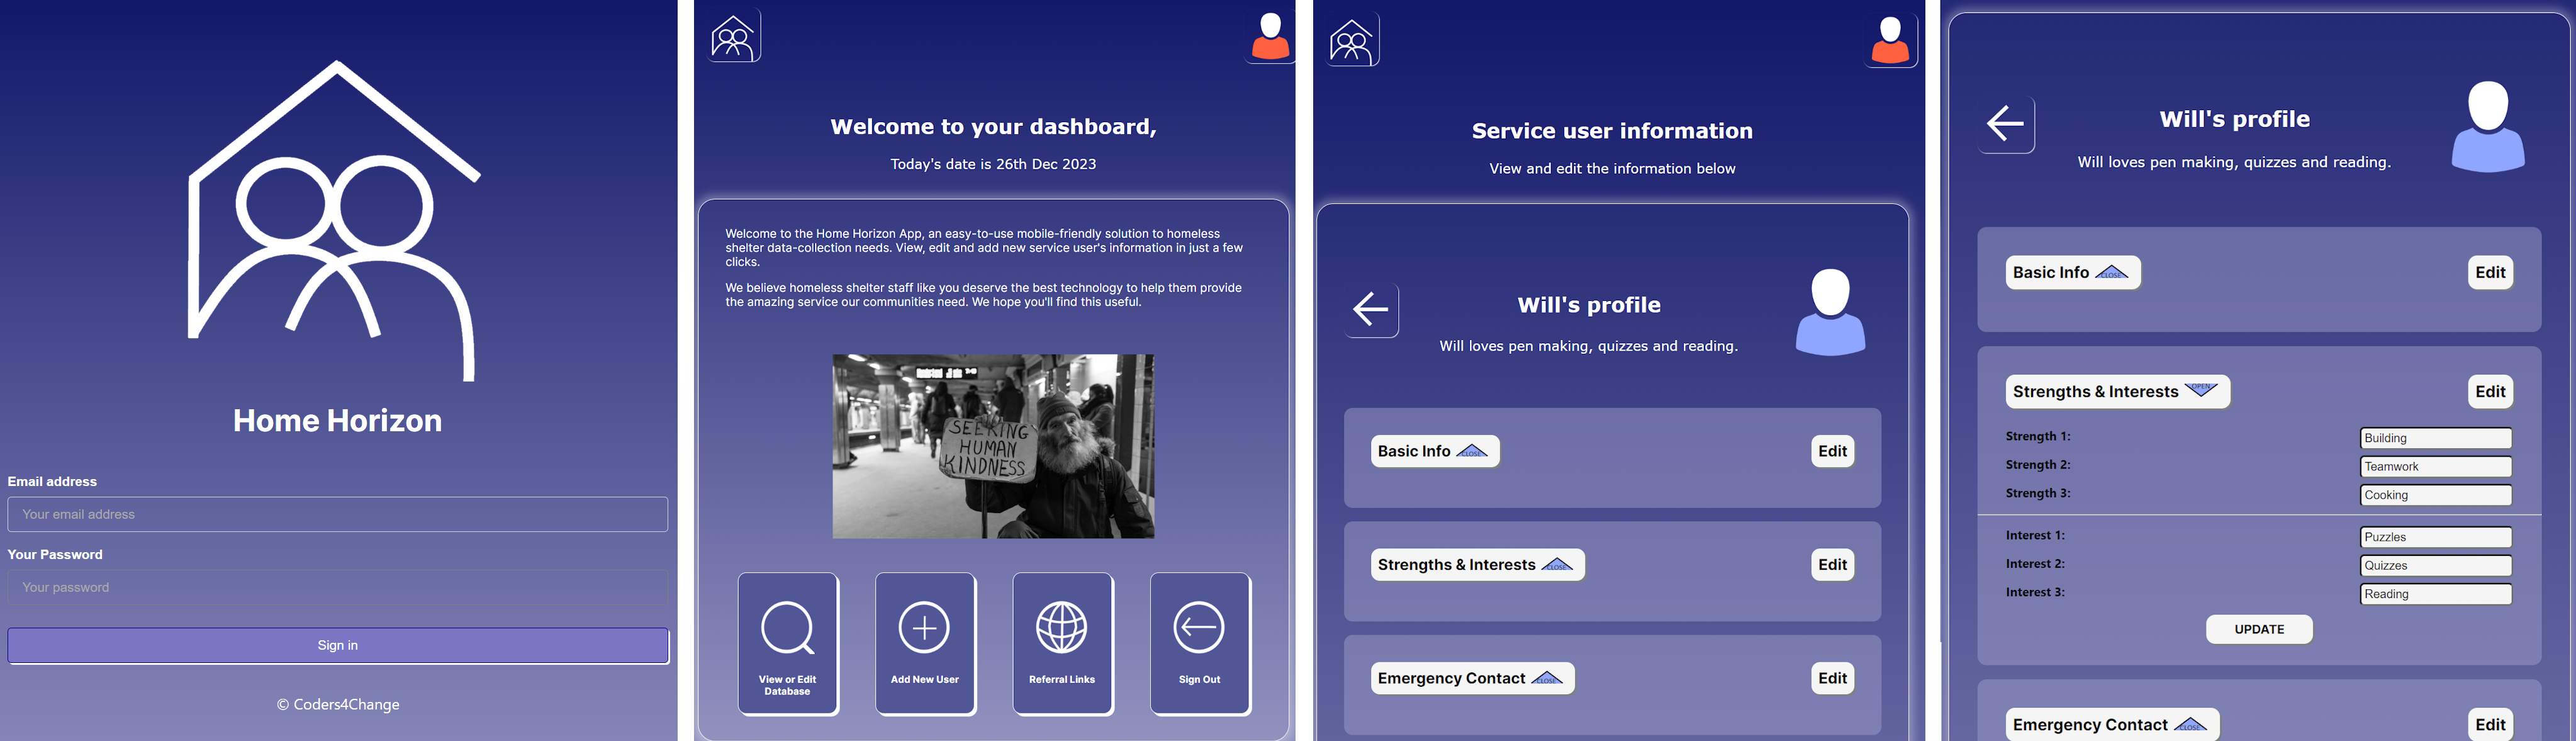 Home Horizon
Email address
Your email address
Your Password
Your password
Sign in
© Coders4Change
Welcome to your dashboard,
Today's date is 26th Dec 2023
Welcome to the Home Horizon App, an easy-to-use mobile-friendly solution to homeless
shelter data-collection needs. View, edit and add new service user's information in just a few
clicks.
We believe homeless shelter staff like you deserve the best technology to help them provide
the amazing service our communities need. We hope you'll find this useful.
SEEKING
HUMAN
KINDNESS
View or Edit
Database
Add New User
Referral Links
Sign Out
Service user information
View and edit the information below
Will's profile
Will loves pen making, quizzes and reading.
Basic Info CLOSE
Edit
Strengths & Interests CLOSE
Edit
Emergency Contact CLOSE
Edit
Will's profile
Will loves pen making, quizzes and reading.
Basic Info CLOSE
Edit
Strengths & Interests OPEN
Edit
Strength 1: Building
Strength 2: Teamwork
Strength 3: Cooking
Interest 1: Puzzles
Interest 2: Quizzes
Interest 3: Reading
UPDATE
Emergency Contact CLOSE
Edit